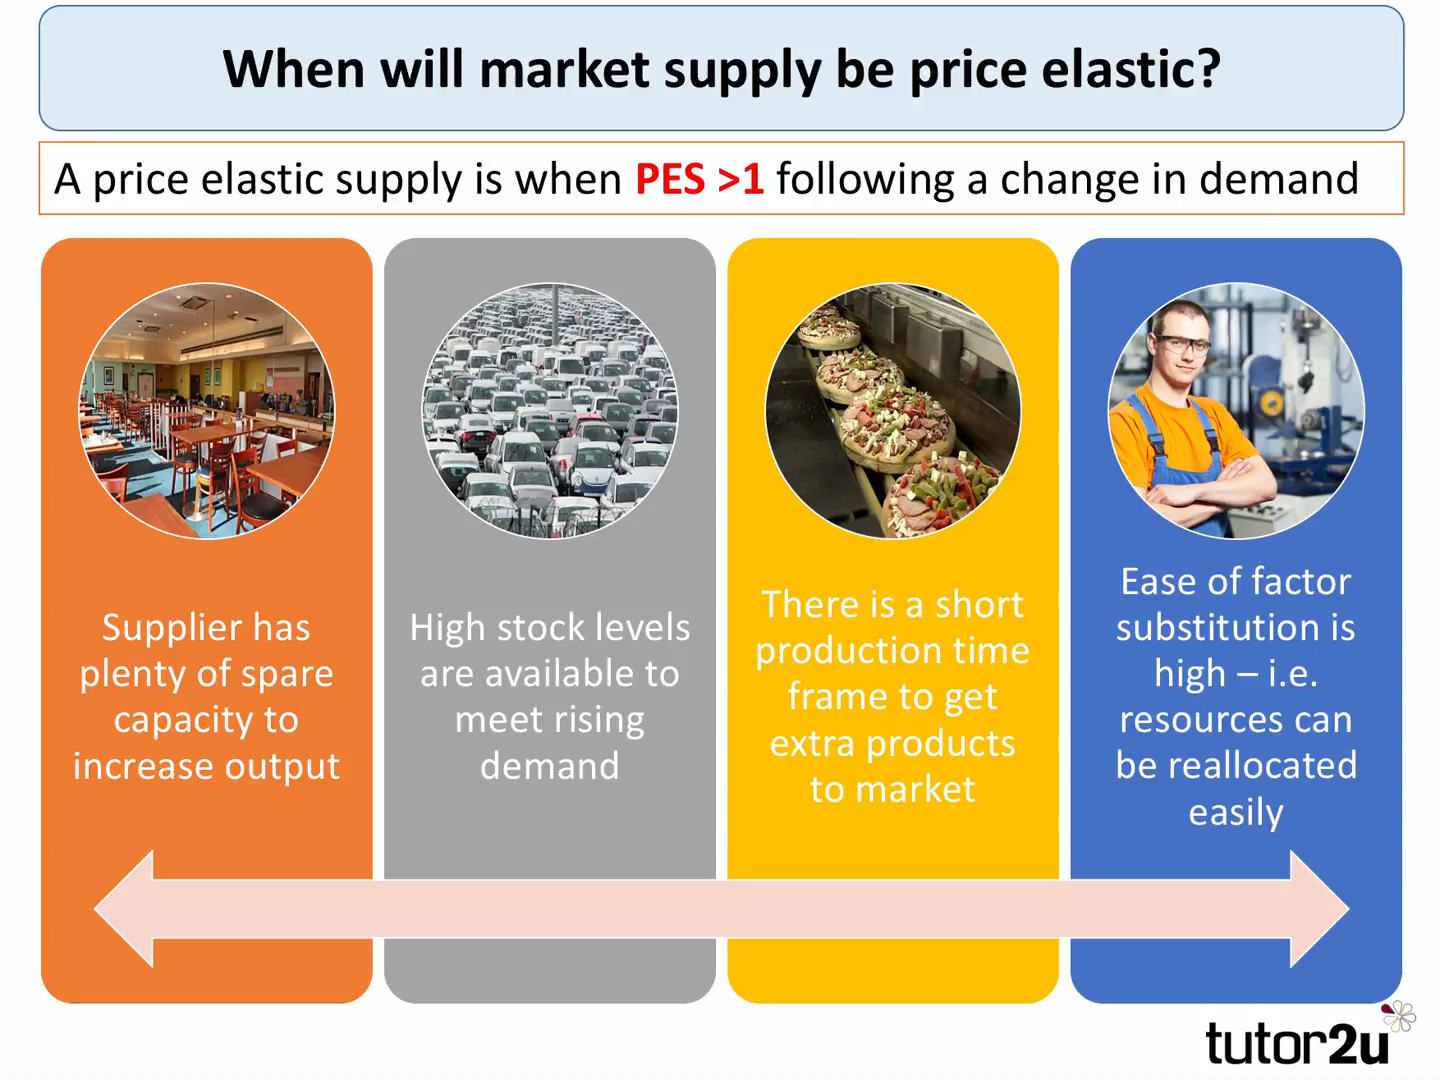 When will market supply be price elastic?
A price elastic supply is when PES >1 following a change in demand
Supplier has
plenty of spare
capacity to
increase output
High stock levels
are available to
meet rising
demand
There is a short
production time
frame to get
extra products
to market
Ease of factor
substitution is
high – i.e.
resources can
be reallocated
easily
tutor2u